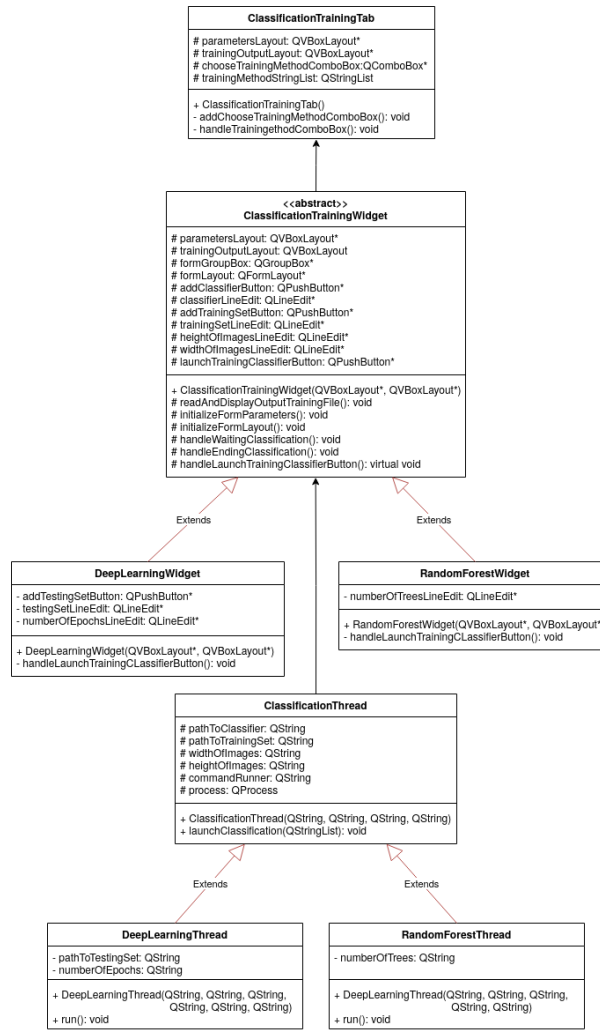 ClassificationTrainingTab
# parametersLayout: QVBoxLayout*
# trainingOutputLayout: QVBoxLayout*
# chooseTrainingMethodComboBox:QComboBox*
# trainingMethodStringList: QStringList
+ ClassificationTrainingTab()
- addChooseTrainingMethodComboBox(): void
- handleTrainingethodComboBox(): void
<<abstract>>
ClassificationTrainingWidget
# parametersLayout: QVBoxLayout*
# trainingOutputLayout: QVBoxLayout
# formGroupBox: QGroupBox*
# formLayout: QFormLayout*
# addClassifierButton: QPushButton*
# classifierLineEdit: QLineEdit*
# addTrainingSetButton: QPushButton*
# trainingSetLineEdit: QLineEdit*
# heightOfImagesLineEdit: QLineEdit*
# widthOfImagesLineEdit: QLineEdit*
# launchTrainingClassifierButton: QPushButton*
+ ClassificationTrainingWidget(QVBoxLayout*, QVBoxLayout*)
# readAndDisplayOutputTrainingFile(): void
# initializeFormParameters(): void
# initializeFormLayout(): void
# handleWaitingClassification(): void
# handleEndingClassification(): void
# handleLaunchTrainingClassifierButton(): virtual void
Extends
Extends
DeepLearningWidget
- addTestingSetButton: QPushButton*
- testingSetLineEdit: QLineEdit*
- numberOfEpochsLineEdit: QLineEdit*
+ DeepLearningWidget(QVBoxLayout*, QVBoxLayout*)
- handleLaunchTrainingCLassifierButton(): void
RandomForestWidget
- numberOfTreesLineEdit: QLineEdit*
+ RandomForestWidget(QVBoxLayout*, QVBoxLayout*
- handleLaunchTrainingCLassifierButton(): void
ClassificationThread
# pathToClassifier: QString
# pathToTrainingSet: QString
# widthOfImages: QString
# heightOfImages: QString
# commandRunner: QString
# process: QProcess
+ ClassificationThread(QString, QString, QString, QString)
+ launchClassification(QStringList): void
Extends
Extends
DeepLearningThread
- pathToTestingSet: QString
- numberOfEpochs: QString
+ DeepLearningThread(QString, QString, QString,
QString, QString, QString)
+ run(): void
RandomForestThread
- numberOfTrees: QString
+ DeepLearningThread(QString, QString, QString,
QString, QString)
+ run(): void